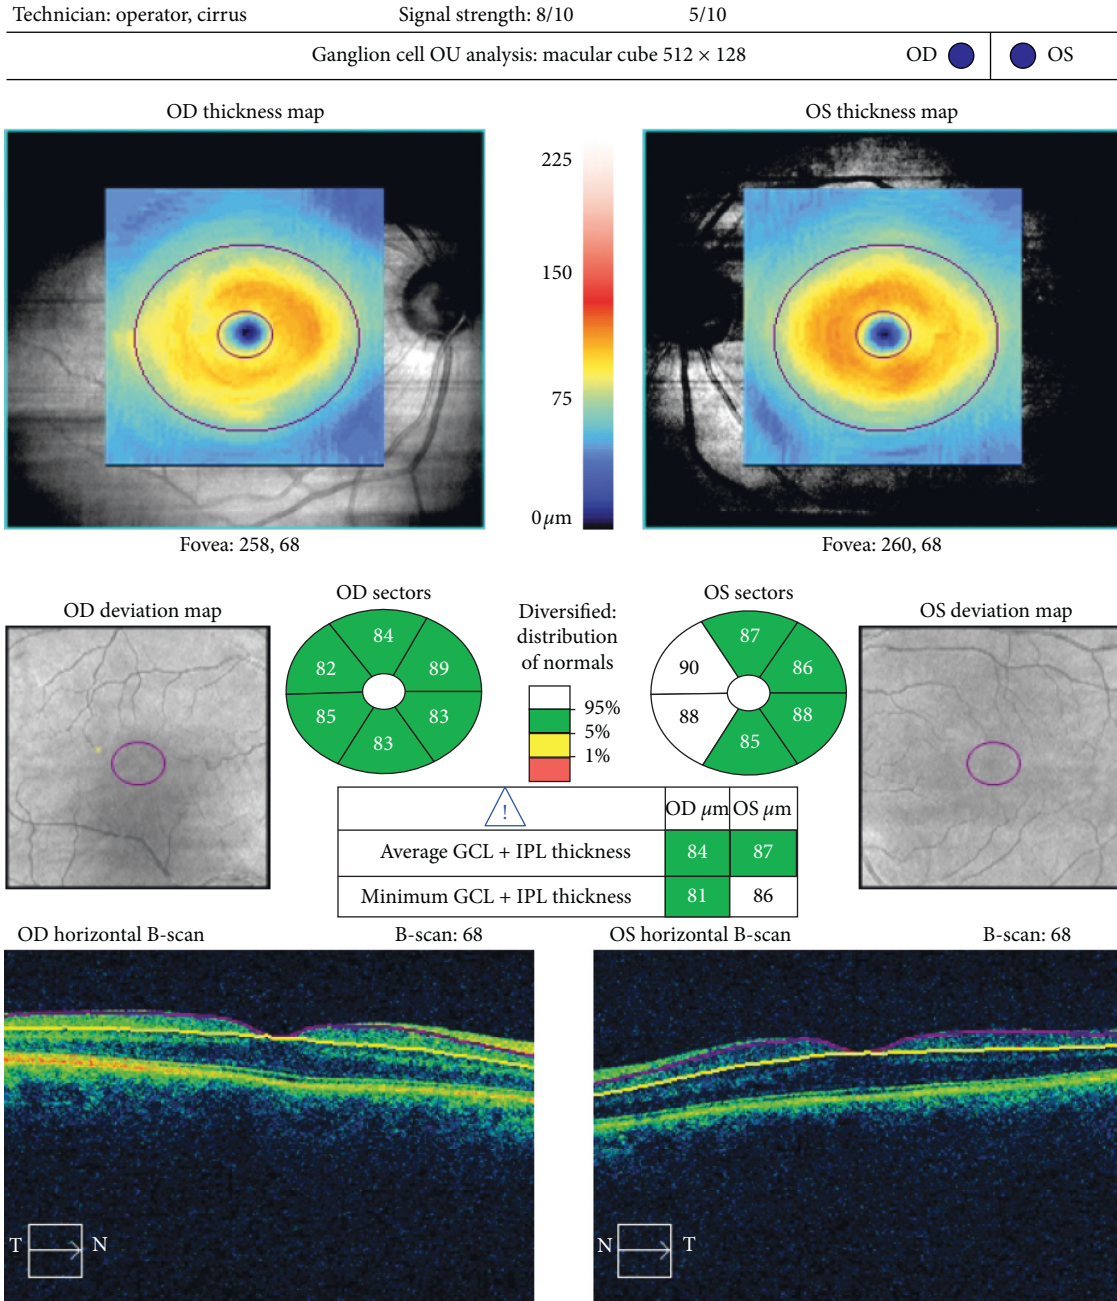 Technician: operator, cirrus Signal strength: 8/10 5/10
Ganglion cell OU analysis: macular cube 512 × 128 OD OS
OD thickness map OS thickness map
225
150
75
0 μm
Fovea: 258, 68 Fovea: 260, 68
OD deviation map OD sectors Diversified: distribution of normals OS sectors OS deviation map
84
82 89
85 83
83
95%
5%
1%
87
90 86
88 88
85
! OD μm OS μm
Average GCL + IPL thickness 84 87
Minimum GCL + IPL thickness 81 86
OD horizontal B-scan B-scan: 68 OS horizontal B-scan B-scan: 68
T N N T